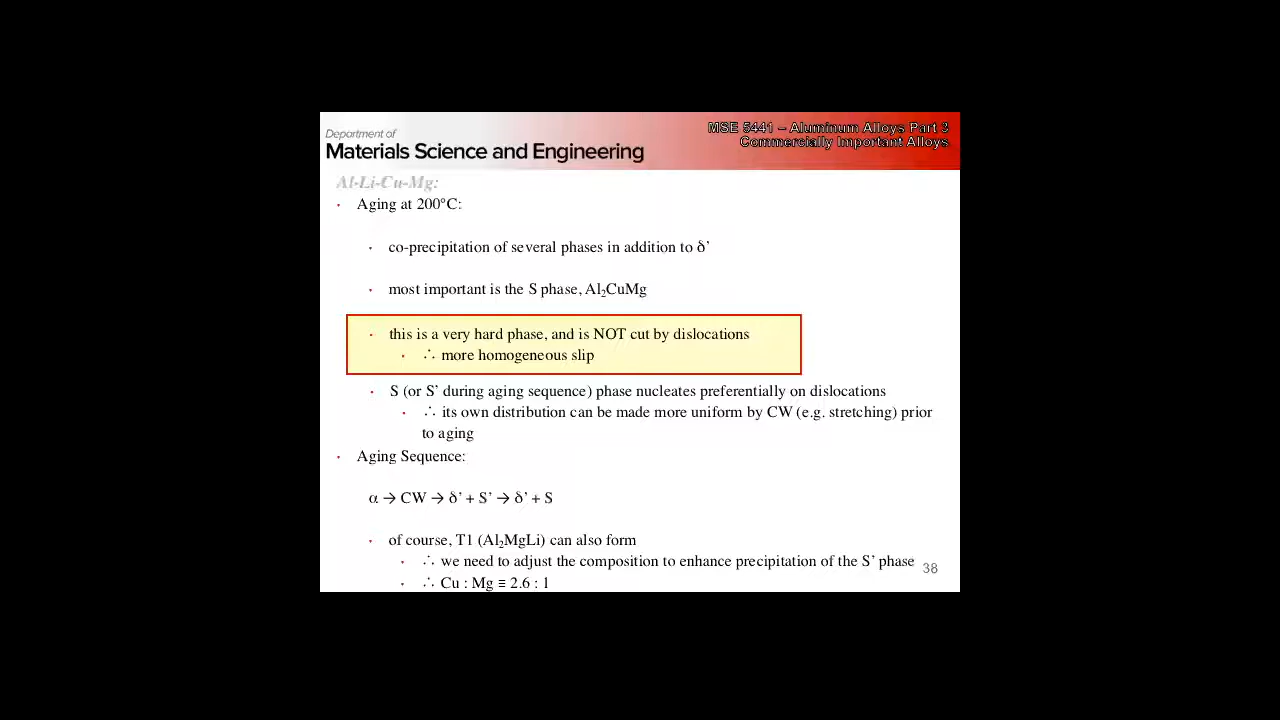 Department of
Materials Science and Engineering
MSE 5441 – Aluminum Alloys Part 3
Commercially Important Alloys
Al-Li-Cu-Mg:
• Aging at 200°C:
• co-precipitation of several phases in addition to δ’
• most important is the S phase, Al₂CuMg
• this is a very hard phase, and is NOT cut by dislocations
• ∴ more homogeneous slip
• S (or S’ during aging sequence) phase nucleates preferentially on dislocations
• ∴ its own distribution can be made more uniform by CW (e.g. stretching) prior
to aging
• Aging Sequence:
α → CW → δ’ + S’ → δ’ + S
• of course, T1 (Al₂MgLi) can also form
• ∴ we need to adjust the composition to enhance precipitation of the S’ phase
• ∴ Cu : Mg ≡ 2.6 : 1
38